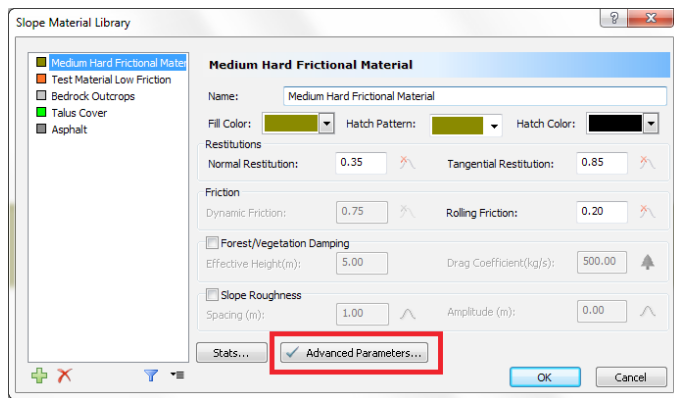 Slope Material Library
Medium Hard Frictional Mater
Test Material Low Friction
Bedrock Outcrops
Talus Cover
Asphalt
Medium Hard Frictional Material
Name: Medium Hard Frictional Material
Fill Color: Hatch Pattern: Hatch Color:
Restitutions
Normal Restitution: 0.35 Tangential Restitution: 0.85
Friction
Dynamic Friction: 0.75 Rolling Friction: 0.20
Forest/Vegetation Damping
Effective Height(m): 5.00 Drag Coefficient(kg/s): 500.00
Slope Roughness
Spacing (m): 1.00 Amplitude (m): 0.00
Stats... Advanced Parameters...
OK Cancel